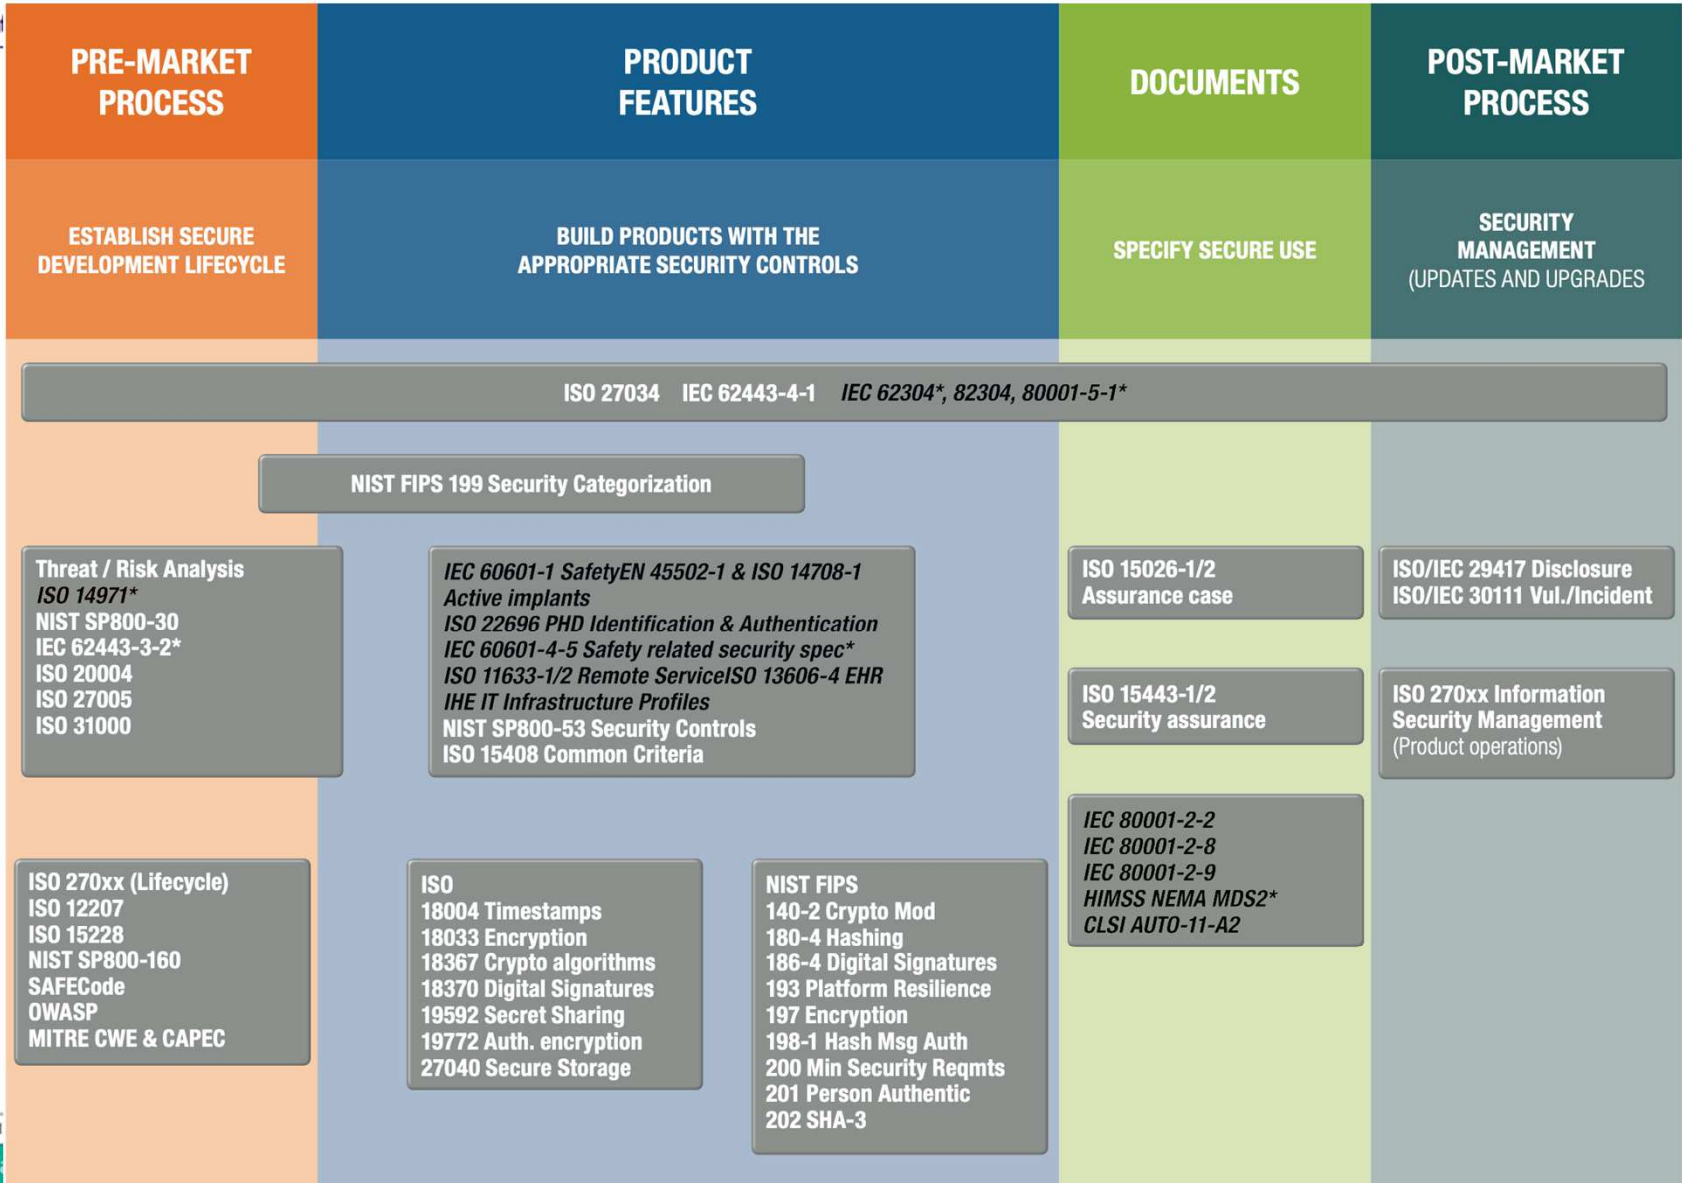 PRE-MARKET
PROCESS
PRODUCT
FEATURES
DOCUMENTS
POST-MARKET
PROCESS
ESTABLISH SECURE
DEVELOPMENT LIFECYCLE
BUILD PRODUCTS WITH THE
APPROPRIATE SECURITY CONTROLS
SPECIFY SECURE USE
SECURITY
MANAGEMENT
(UPDATES AND UPGRADES
ISO 27034 IEC 62443-4-1 IEC 62304*, 82304, 80001-5-1*
NIST FIPS 199 Security Categorization
Threat / Risk Analysis
ISO 14971*
NIST SP800-30
IEC 62443-3-2*
ISO 20004
ISO 27005
ISO 31000
IEC 60601-1 SafetyEN 45502-1 & ISO 14708-1
Active implants
ISO 22696 PHD Identification & Authentication
IEC 60601-4-5 Safety related security spec*
ISO 11633-1/2 Remote ServiceISO 13606-4 EHR
IHE IT Infrastructure Profiles
NIST SP800-53 Security Controls
ISO 15408 Common Criteria
ISO 15026-1/2
Assurance case
ISO/IEC 29417 Disclosure
ISO/IEC 30111 Vul./Incident
ISO 15443-1/2
Security assurance
ISO 270xx Information
Security Management
(Product operations)
IEC 80001-2-2
IEC 80001-2-8
IEC 80001-2-9
HIMSS NEMA MDS2*
CLSI AUTO-11-A2
ISO 270xx (Lifecycle)
ISO 12207
ISO 15228
NIST SP800-160
SAFECode
OWASP
MITRE CWE & CAPEC
ISO
18004 Timestamps
18033 Encryption
18367 Crypto algorithms
18370 Digital Signatures
19592 Secret Sharing
19772 Auth. encryption
27040 Secure Storage
NIST FIPS
140-2 Crypto Mod
180-4 Hashing
186-4 Digital Signatures
193 Platform Resilience
197 Encryption
198-1 Hash Msg Auth
200 Min Security Reqmts
201 Person Authentic
202 SHA-3